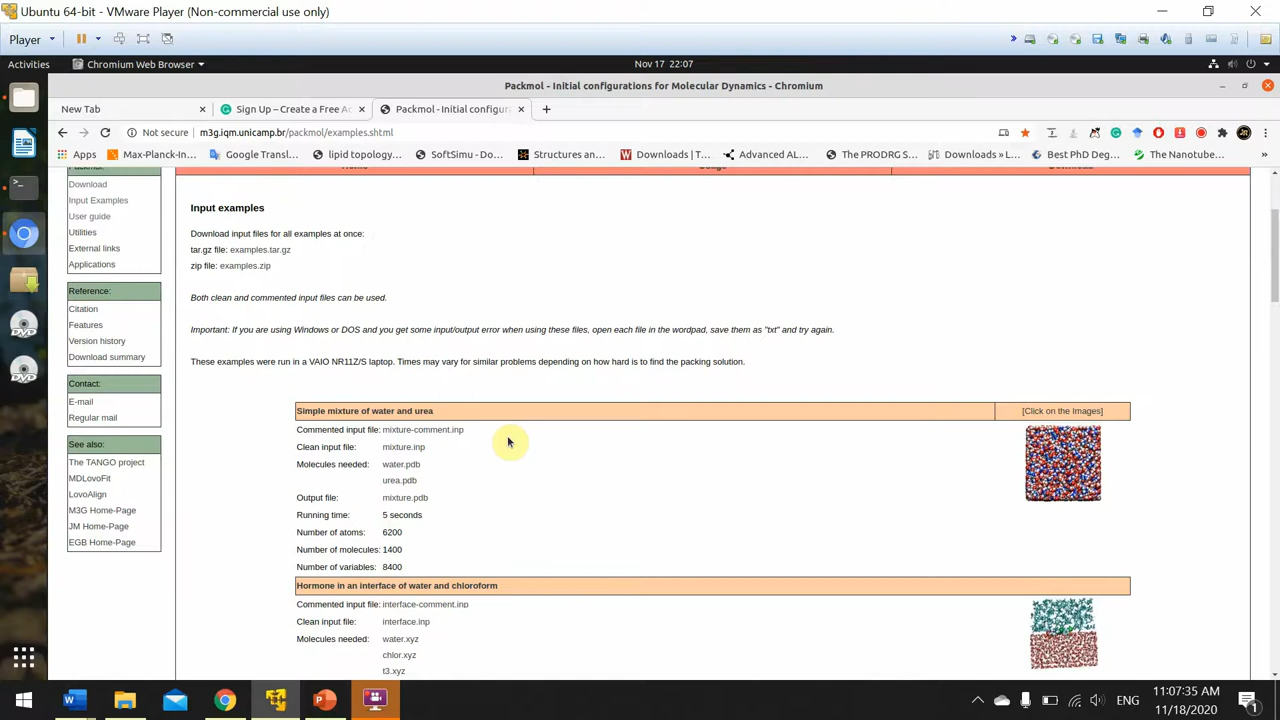 Ubuntu 64-bit - VMware Player (Non-commercial use only)
Player
Activities
Chromium Web Browser
Nov 17 22:07
Packmol - Initial configurations for Molecular Dynamics - Chromium
New Tab
Sign Up – Create a Free Ac
Packmol - Initial configur
Not secure
m3g.iqm.unicamp.br/packmol/examples.shtml
Apps
Max-Planck-In...
Google Transl...
lipid topology...
SoftSimu - Do...
Structures an...
Downloads | T...
Advanced AL...
The PRODRG S...
Downloads » L...
Best PhD Deg...
The Nanotube...
Download
Input Examples
User guide
Utilities
External links
Applications
Reference:
Citation
Features
Version history
Download summary
Contact:
E-mail
Regular mail
See also:
The TANGO project
MDLovoFit
LovoAlign
M3G Home-Page
JM Home-Page
EGB Home-Page
Input examples
Download input files for all examples at once:
tar.gz file: examples.tar.gz
zip file: examples.zip
Both clean and commented input files can be used.
Important: If you are using Windows or DOS and you get some input/output error when using these files, open each file in the wordpad, save them as "txt" and try again.
These examples were run in a VAIO NR11Z/S laptop. Times may vary for similar problems depending on how hard is to find the packing solution.
Simple mixture of water and urea
[Click on the Images]
Commented input file: mixture-comment.inp
Clean input file: mixture.inp
Molecules needed: water.pdb
urea.pdb
Output file: mixture.pdb
Running time: 5 seconds
Number of atoms: 6200
Number of molecules: 1400
Number of variables: 8400
Hormone in an interface of water and chloroform
Commented input file: interface-comment.inp
Clean input file: interface.inp
Molecules needed: water.xyz
chlor.xyz
t3.xyz
ENG
11:07:35 AM
11/18/2020